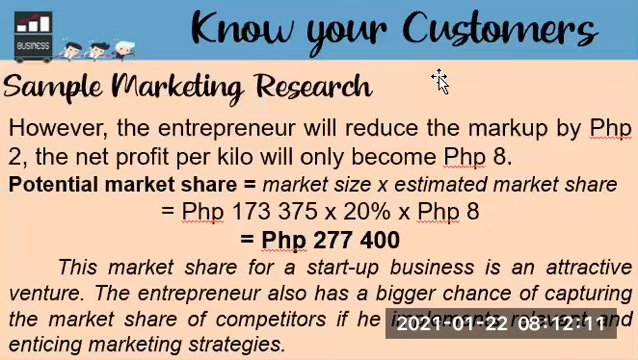 BUSINESS
Know your Customers
Sample Marketing Research
However, the entrepreneur will reduce the markup by Php
2, the net profit per kilo will only become Php 8.
Potential market share = market size x estimated market share
= Php 173 375 x 20% x Php 8
= Php 277 400
This market share for a start-up business is an attractive
venture. The entrepreneur also has a bigger chance of capturing
the market share of competitors if he implements relevant and
2021-01-22 08:12:11
enticing marketing strategies.